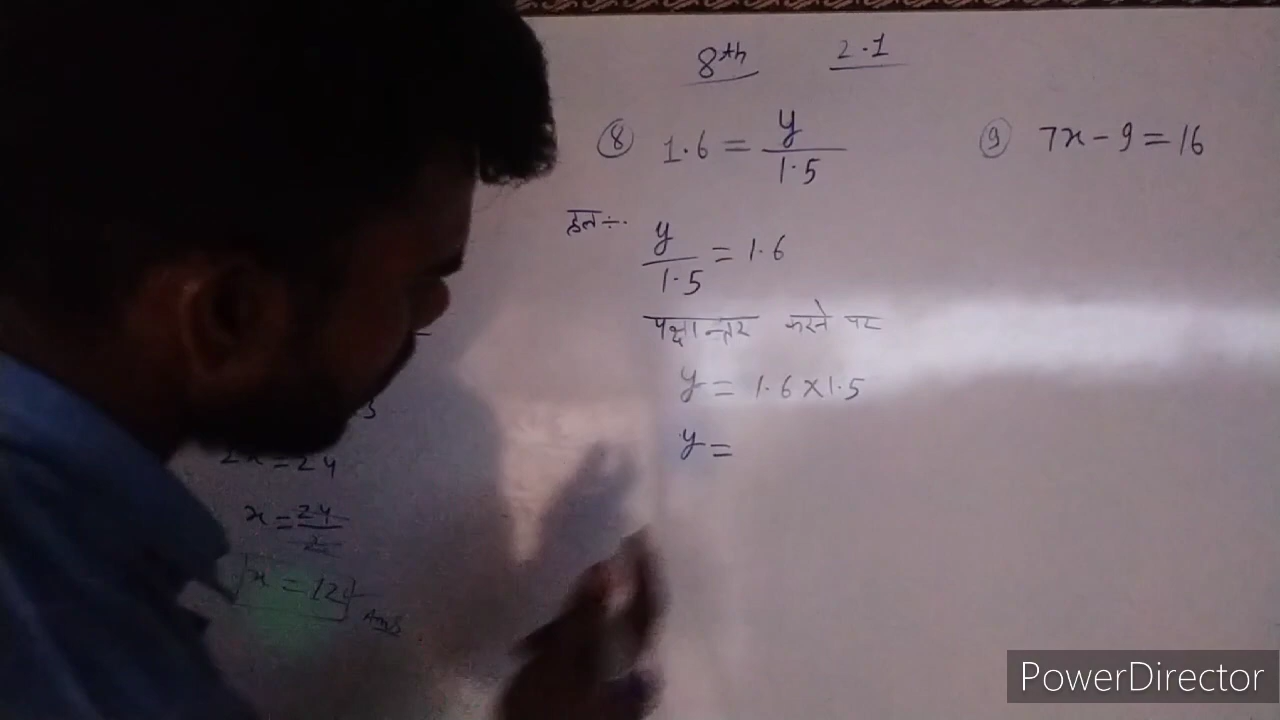 8th 2.1
(8) 1.6 = y/1.5
(9) 7x - 9 = 16
हल ÷.
y/1.5 = 1.6
पक्षान्तर करने पर
y = 1.6 x 1.5
y =
2x = 24
x = 24/2
x = 12 Ans
PowerDirector